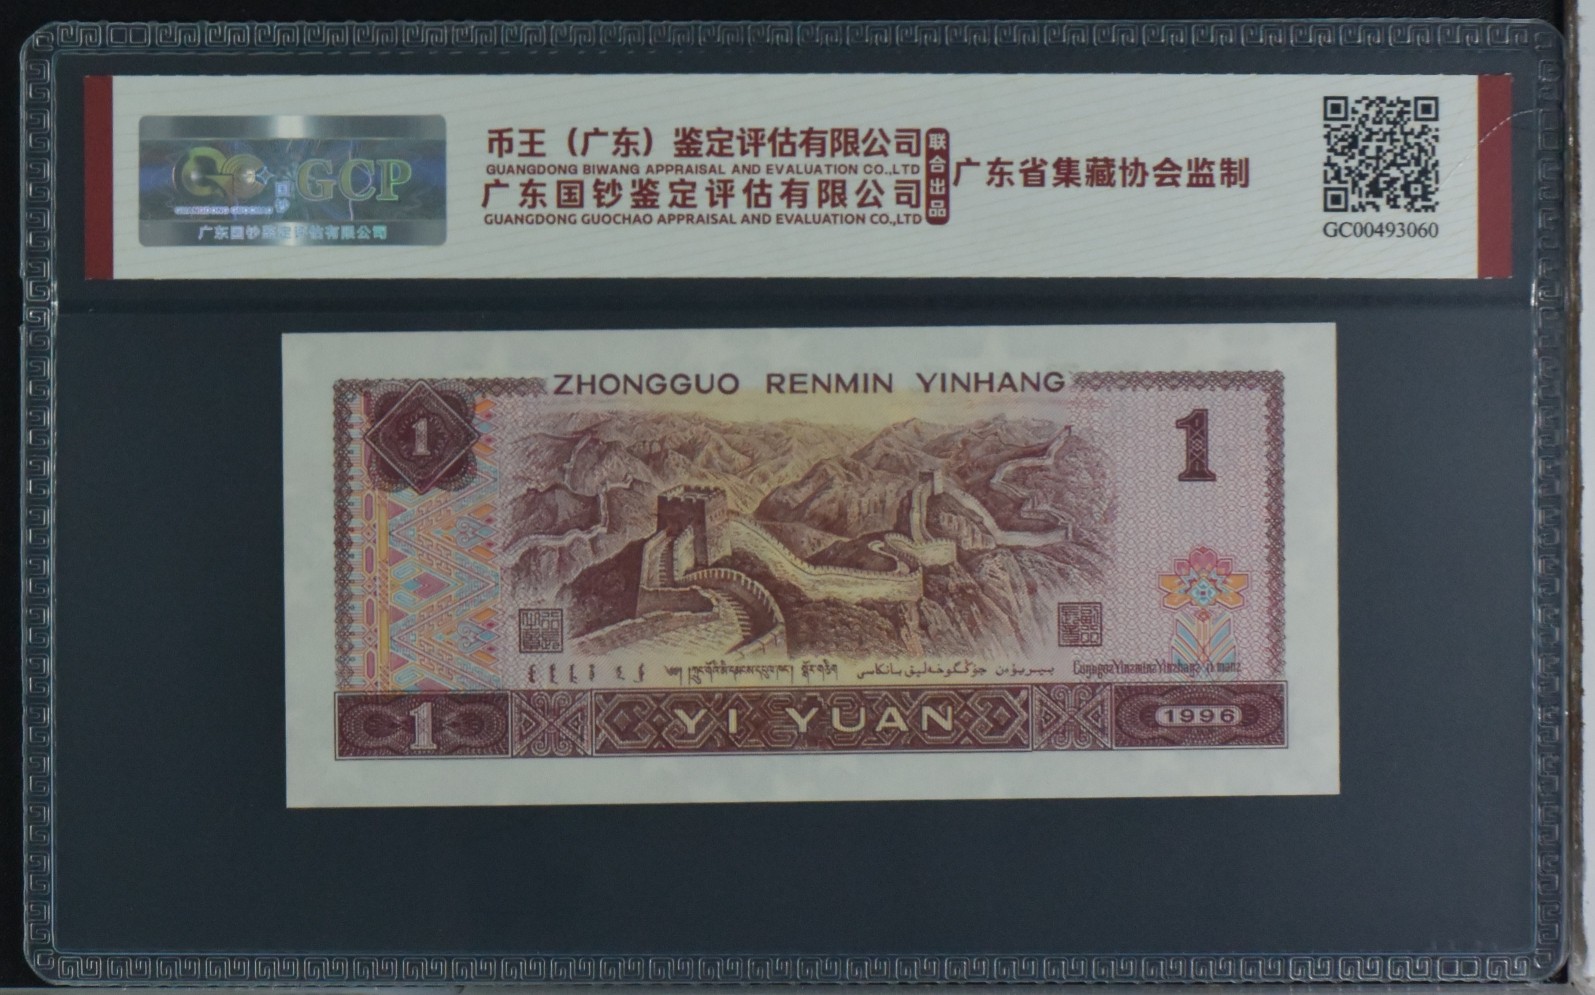 GCP
广东国钞鉴定评估有限公司
币王（广东）鉴定评估有限公司
GUANGDONG BIWANG APPRAISAL AND EVALUATION CO.,LTD
广东国钞鉴定评估有限公司
GUANGDONG GUOCHAO APPRAISAL AND EVALUATION CO.,LTD
联合出品
广东省集藏协会监制
GC00493060
ZHONGGUO RENMIN YINHANG
1
1
1
YI YUAN
1996